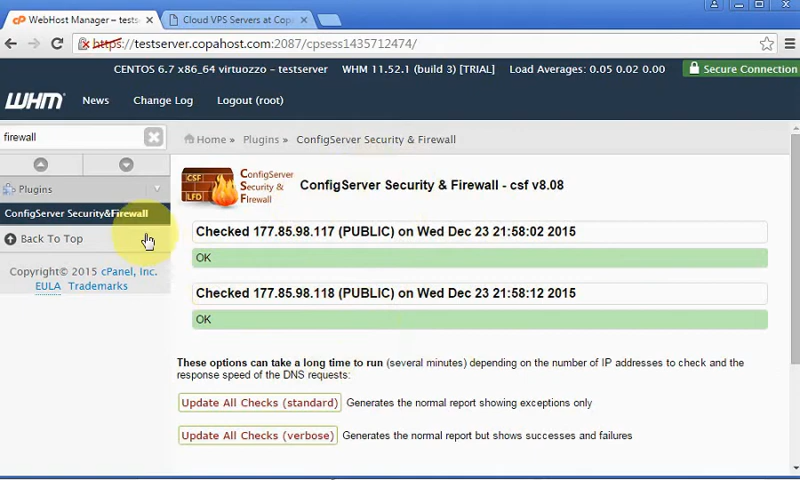 WebHost Manager – tests
Cloud VPS Servers at Copa
https://testserver.copahost.com:2087/cpsess1435712474/
CENTOS 6.7 x86_64 virtuozzo – testserver WHM 11.52.1 (build 3) [TRIAL] Load Averages: 0.05 0.02 0.00 Secure Connection
WHM News Change Log Logout (root)
firewall
Home » Plugins » ConfigServer Security & Firewall
Plugins
ConfigServer Security&Firewall
Back To Top
Copyright© 2015 cPanel, Inc.
EULA Trademarks
CSF
LFD
ConfigServer
Security &
Firewall
ConfigServer Security & Firewall - csf v8.08
Checked 177.85.98.117 (PUBLIC) on Wed Dec 23 21:58:02 2015
OK
Checked 177.85.98.118 (PUBLIC) on Wed Dec 23 21:58:12 2015
OK
These options can take a long time to run (several minutes) depending on the number of IP addresses to check and the
response speed of the DNS requests:
Update All Checks (standard) Generates the normal report showing exceptions only
Update All Checks (verbose) Generates the normal report but shows successes and failures